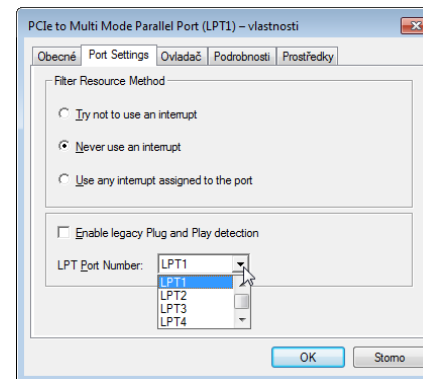 PCIe to Multi Mode Parallel Port (LPT1) – vlastnosti
Obecné Port Settings Ovladač Podrobnosti Prostředky
Filter Resource Method
Try not to use an interrupt
Never use an interrupt
Use any interrupt assigned to the port
Enable legacy Plug and Play detection
LPT Port Number: LPT1
LPT1
LPT2
LPT3
LPT4
OK Storno